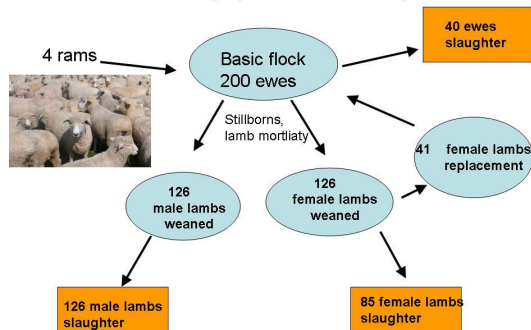 4 rams
Basic flock
200 ewes
40 ewes
slaughter
Stillborns,
lamb mortliaty
41 female lambs
replacement
126
male lambs
weaned
126
female lambs
weaned
126 male lambs
slaughter
85 female lambs
slaughter